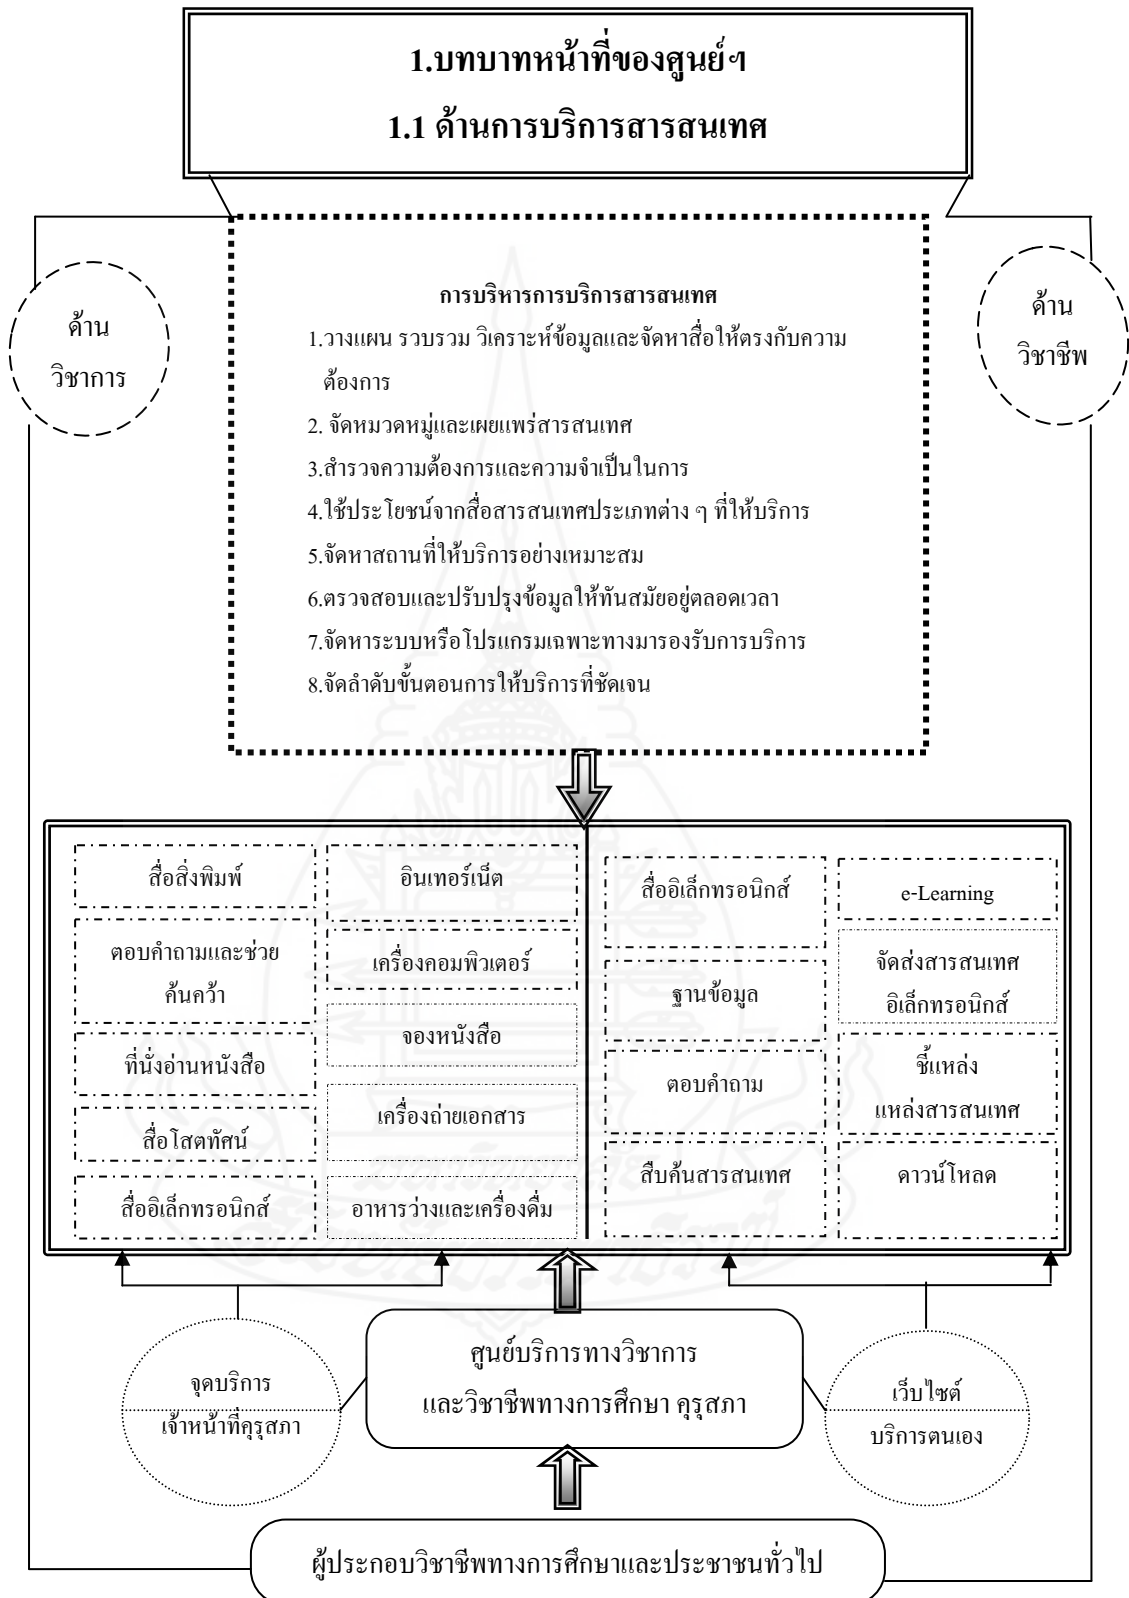 1.บทบาทหน้าที่ของศูนย์ฯ
1.1 ด้านการบริการสารสนเทศ
ด้าน
วิชาการ
ด้าน
วิชาชีพ
การบริหารการบริการสารสนเทศ
1.วางแผน รวบรวม วิเคราะห์ข้อมูลและจัดหาสื่อให้ตรงกับความ
ต้องการ
2. จัดหมวดหมู่และเผยแพร่สารสนเทศ
3.สำรวจความต้องการและความจำเป็นในการ
4.ใช้ประโยชน์จากสื่อสารสนเทศประเภทต่าง ๆ ที่ให้บริการ
5.จัดหาสถานที่ให้บริการอย่างเหมาะสม
6.ตรวจสอบและปรับปรุงข้อมูลให้ทันสมัยอยู่ตลอดเวลา
7.จัดหาระบบหรือโปรแกรมเฉพาะทางมารองรับการบริการ
8.จัดลำดับขั้นตอนการให้บริการที่ชัดเจน
สื่อสิ่งพิมพ์
ตอบคำถามและช่วย
ค้นคว้า
ที่นั่งอ่านหนังสือ
สื่อโสตทัศน์
สื่ออิเล็กทรอนิกส์
อินเทอร์เน็ต
เครื่องคอมพิวเตอร์
จองหนังสือ
เครื่องถ่ายเอกสาร
อาหารว่างและเครื่องดื่ม
สื่ออิเล็กทรอนิกส์
ฐานข้อมูล
ตอบคำถาม
สืบค้นสารสนเทศ
e-Learning
จัดส่งสารสนเทศ
อิเล็กทรอนิกส์
ชี้แหล่ง
แหล่งสารสนเทศ
ดาวน์โหลด
จุดบริการ
เจ้าหน้าที่คุรุสภา
ศูนย์บริการทางวิชาการ
และวิชาชีพทางการศึกษา คุรุสภา
เว็บไซต์
บริการตนเอง
ผู้ประกอบวิชาชีพทางการศึกษาและประชาชนทั่วไป